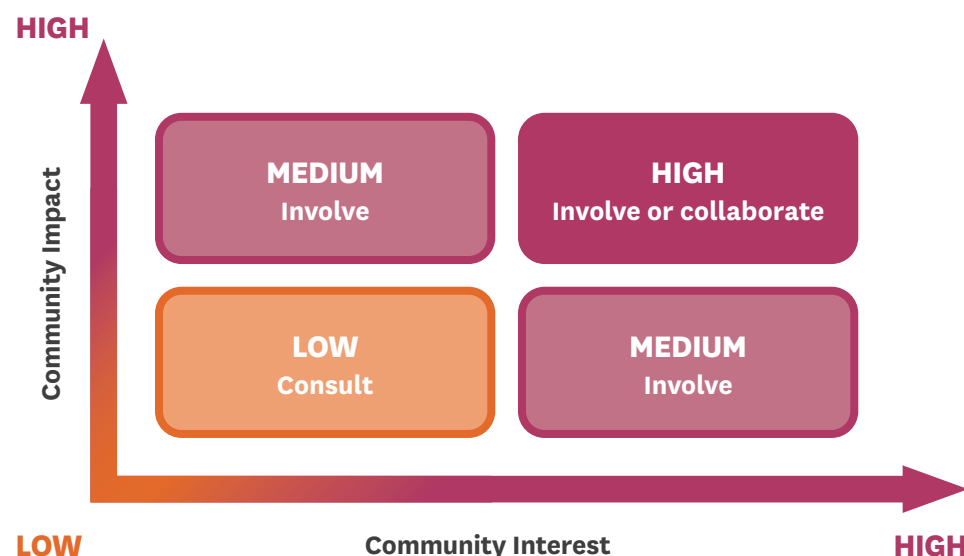 HIGH
Community Impact
MEDIUM
Involve
HIGH
Involve or collaborate
LOW
Consult
MEDIUM
Involve
LOW
Community Interest
HIGH